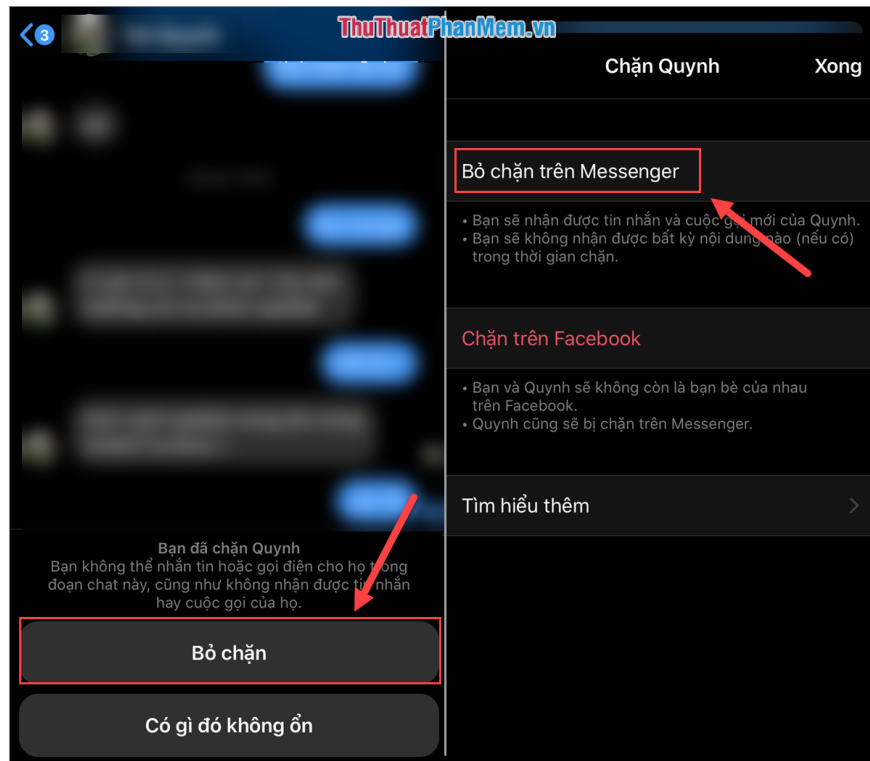 3
ThuThuatPhanMem.vn
Bạn đã chặn Quynh
Bạn không thể nhắn tin hoặc gọi điện cho họ trong
đoạn chat này, cũng như không nhận được tin nhắn
hay cuộc gọi của họ.
Bỏ chặn
Có gì đó không ổn
Chặn Quynh
Xong
Bỏ chặn trên Messenger
• Bạn sẽ nhận được tin nhắn và cuộc gọi mới của Quynh.
• Bạn sẽ không nhận được bất kỳ nội dung nào (nếu có)
trong thời gian chặn.
Chặn trên Facebook
• Bạn và Quynh sẽ không còn là bạn bè của nhau
trên Facebook.
• Quynh cũng sẽ bị chặn trên Messenger.
Tìm hiểu thêm